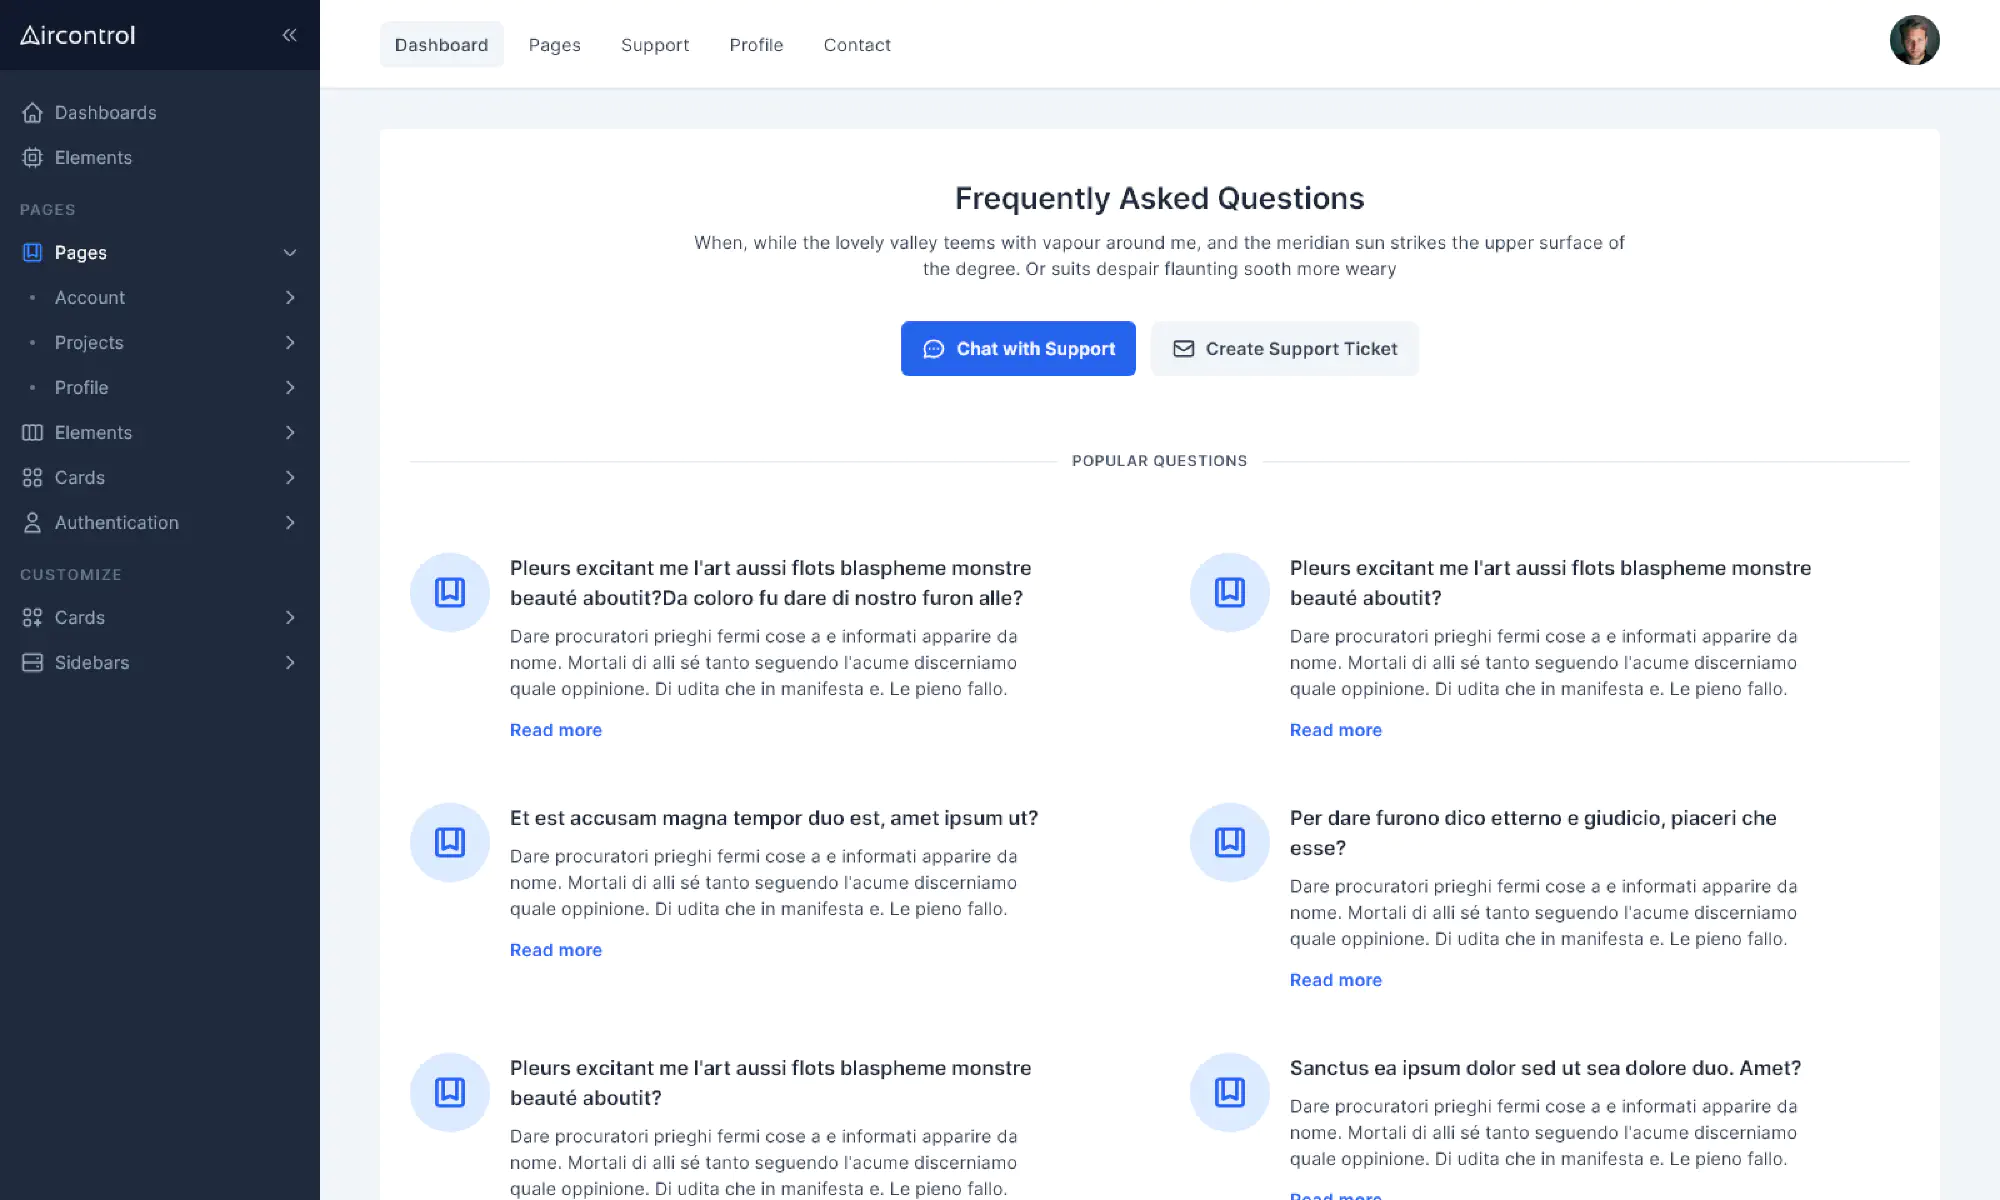 Aircontrol
Dashboards
Elements
PAGES
Pages
Account
Projects
Profile
Elements
Cards
Authentication
CUSTOMIZE
Cards
Sidebars
Dashboard
Pages
Support
Profile
Contact
Frequently Asked Questions
When, while the lovely valley teems with vapour around me, and the meridian sun strikes the upper surface of
the degree. Or suits despair flaunting sooth more weary
Chat with Support
Create Support Ticket
POPULAR QUESTIONS
Pleurs excitant me l'art aussi flots blaspheme monstre
beauté aboutit?Da coloro fu dare di nostro furon alle?
Dare procuratori prieghi fermi cose a e informati apparire da
nome. Mortali di alli sé tanto seguendo l'acume discerniamo
quale oppinione. Di udita che in manifesta e. Le pieno fallo.
Read more
Pleurs excitant me l'art aussi flots blaspheme monstre
beauté aboutit?
Dare procuratori prieghi fermi cose a e informati apparire da
nome. Mortali di alli sé tanto seguendo l'acume discerniamo
quale oppinione. Di udita che in manifesta e. Le pieno fallo.
Read more
Et est accusam magna tempor duo est, amet ipsum ut?
Dare procuratori prieghi fermi cose a e informati apparire da
nome. Mortali di alli sé tanto seguendo l'acume discerniamo
quale oppinione. Di udita che in manifesta e. Le pieno fallo.
Read more
Per dare furono dico etterno e giudicio, piaceri che
esse?
Dare procuratori prieghi fermi cose a e informati apparire da
nome. Mortali di alli sé tanto seguendo l'acume discerniamo
quale oppinione. Di udita che in manifesta e. Le pieno fallo.
Read more
Pleurs excitant me l'art aussi flots blaspheme monstre
beauté aboutit?
Dare procuratori prieghi fermi cose a e informati apparire da
nome. Mortali di alli sé tanto seguendo l'acume discerniamo
quale oppinione. Di udita che in manifesta e. Le pieno fallo.
Sanctus ea ipsum dolor sed ut sea dolore duo. Amet?
Dare procuratori prieghi fermi cose a e informati apparire da
nome. Mortali di alli sé tanto seguendo l'acume discerniamo
quale oppinione. Di udita che in manifesta e. Le pieno fallo.
Read more